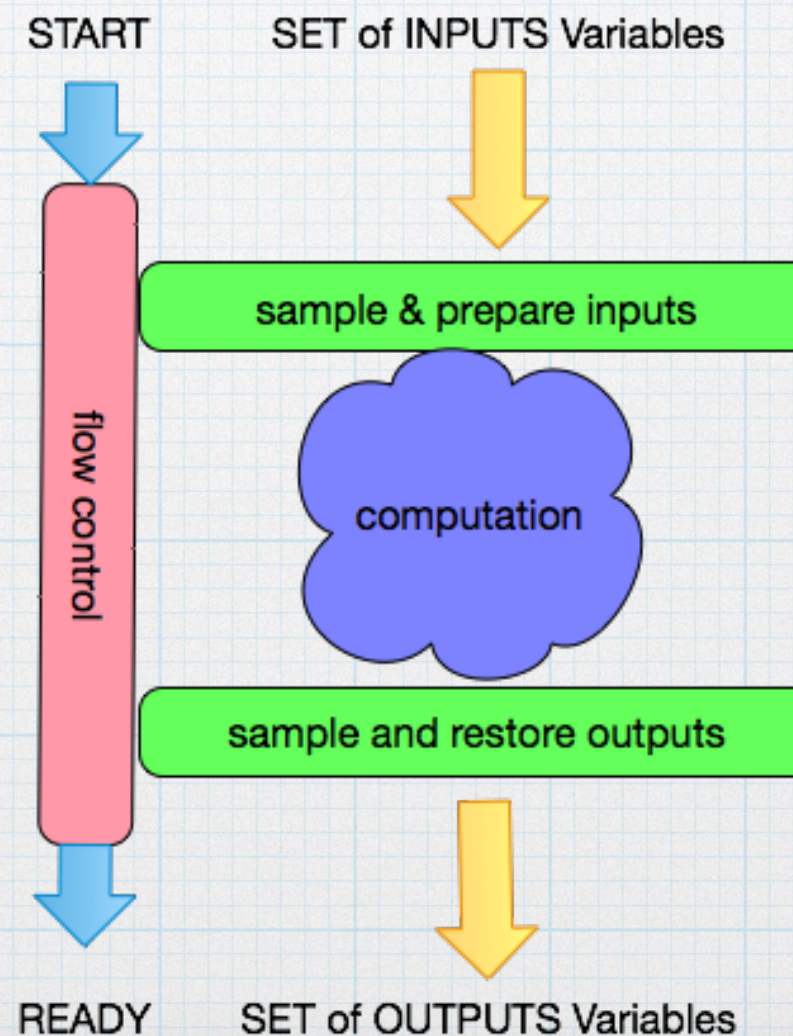 START
SET of INPUTS Variables
sample & prepare inputs
flow control
computation
sample and restore outputs
READY
SET of OUTPUTS Variables